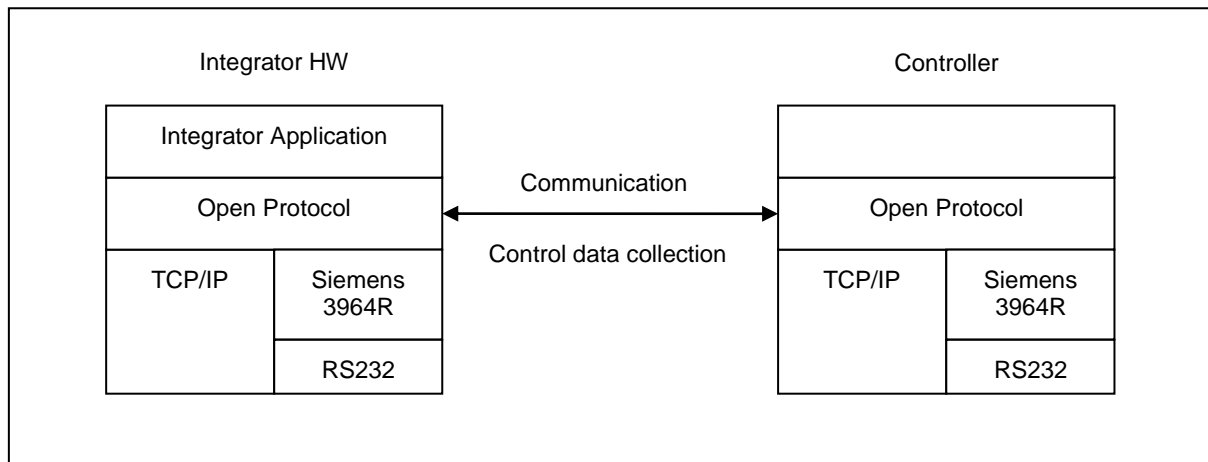 Integrator HW
Controller
Integrator Application
Communication
Open Protocol
Open Protocol
Control data collection
TCP/IP
Siemens
3964R
TCP/IP
Siemens
3964R
RS232
RS232